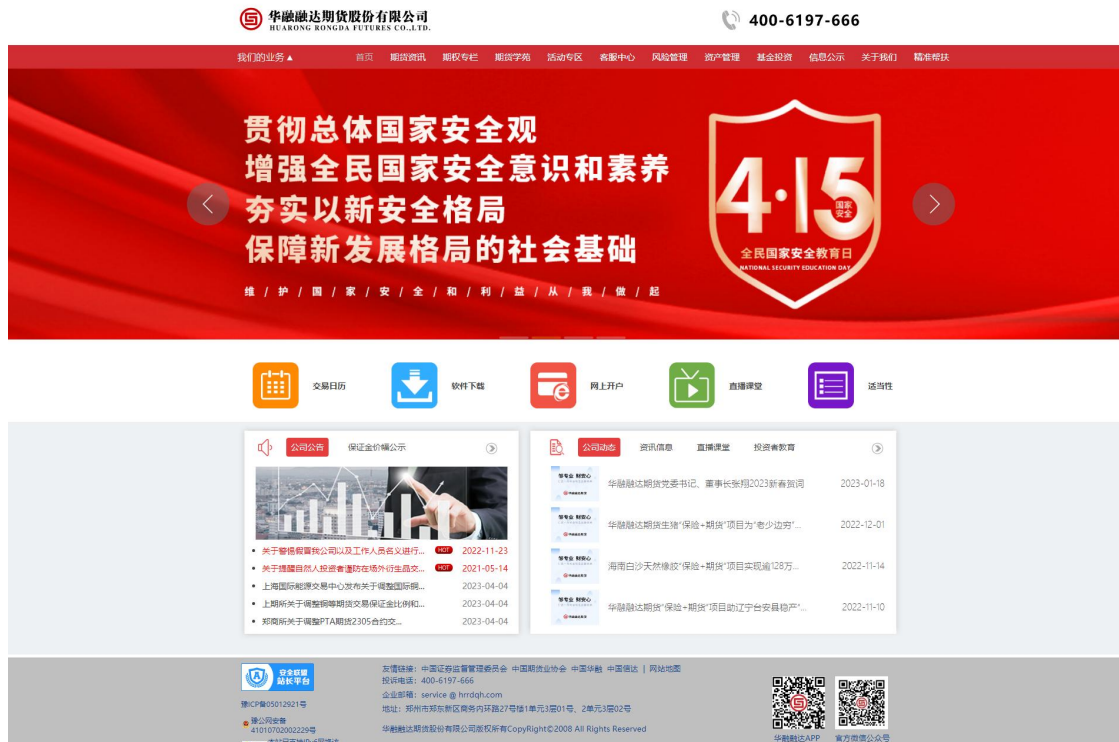 华融融达期货股份有限公司
HUARONG RONGDA FUTURES CO.,LTD.
400-6197-666
我们的业务▲ 首页 期货资讯 期权专栏 期货学苑 活动专区 客服中心 风险管理 资产管理 基金投资 信息公示 关于我们 精准帮扶
贯彻总体国家安全观
增强全民国家安全意识和素养
夯实以新安全格局
保障新发展格局的社会基础
维 / 护 / 国 / 家 / 安 / 全 / 和 / 利 / 益 / 从 / 我 / 做 / 起
4·15
国家
安全
全民国家安全教育日
NATIONAL SECURITY EDUCATION DAY
交易日历 软件下载 网上开户 直播课堂 适当性
公司公告 保证金价幅公示
关于警惕假冒我公司以及工作人员名义进行... HOT 2022-11-23
关于提醒自然人投资者谨防在场外衍生品交... HOT 2021-05-14
上海国际能源交易中心发布关于调整国际铜... 2023-04-04
上期所关于调整铜等期货交易保证金比例和... 2023-04-04
郑商所关于调整PTA期货2305合约交... 2023-04-04
公司动态 资讯信息 直播课堂 投资者教育
华融融达期货党委书记、董事长张翔2023新春贺词 2023-01-18
华融融达期货生猪“保险+期货”项目为“老少边穷”... 2022-12-01
海南白沙天然橡胶“保险+期货”项目实现逾128万... 2022-11-14
华融融达期货“保险+期货”项目助辽宁台安县稳产”... 2022-11-10
安全联盟
站长平台
豫ICP备05012921号
豫公网安备
41010702002229号
友情链接：中国证券监督管理委员会 中国期货业协会 中国华融 中国信达 | 网站地图
投诉电话：400-6197-666
企业邮箱：service @ hrrdqh.com
地址：郑州市郑东新区商务内环路27号楼1单元3层01号、2单元3层02号
华融融达期货股份有限公司版权所有CopyRight©2008 All Rights Reserved
华融融达APP 官方微信公众号